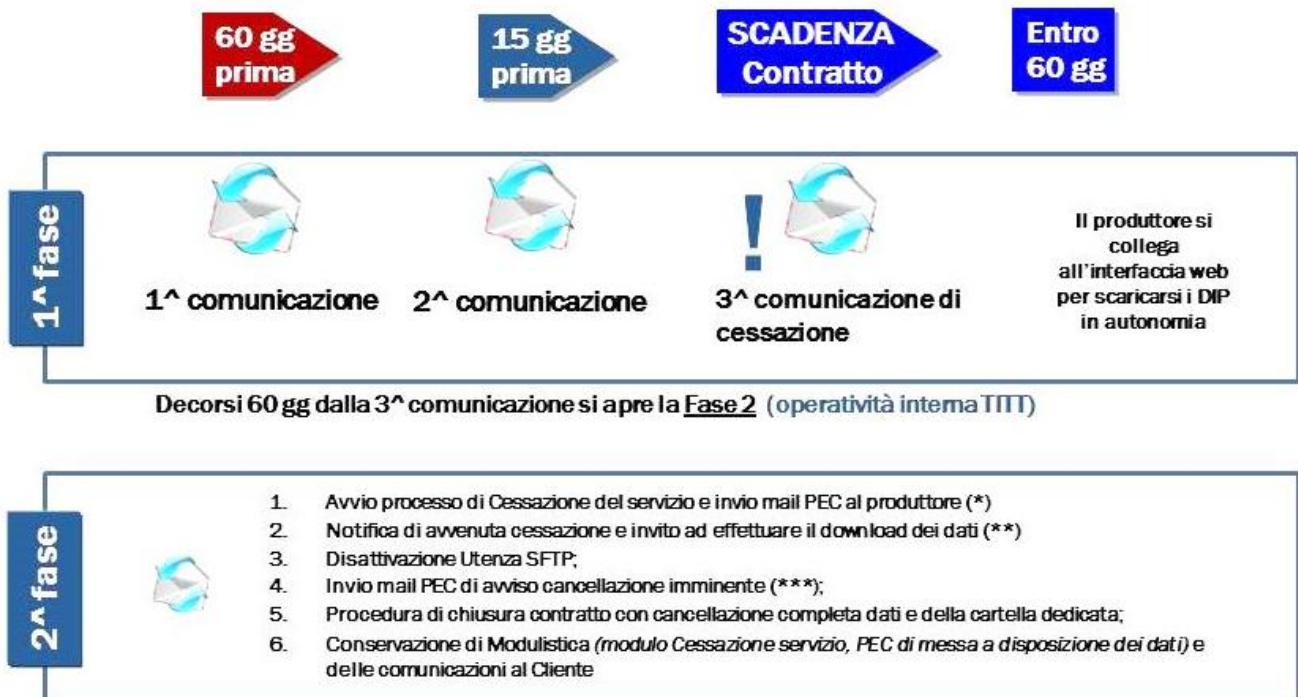 60 gg
prima
15 gg
prima
SCADENZA
Contratto
Entro
60 gg
1^ fase
1^ comunicazione
2^ comunicazione
!
3^ comunicazione di
cessazione
Il produttore si
collega
all'interfaccia web
per scaricarsi i DIP
in autonomia
Decorsi 60 gg dalla 3^ comunicazione si apre la Fase 2 (operatività interna TITT)
2^ fase
1. Avvio processo di Cessazione del servizio e invio mail PEC al produttore (*)
2. Notifica di avvenuta cessazione e invito ad effettuare il download dei dati (**)
3. Disattivazione Utenza SFTP;
4. Invio mail PEC di avviso cancellazione imminente (***);
5. Procedura di chiusura contratto con cancellazione completa dati e della cartella dedicata;
6. Conservazione di Modulistica (modulo Cessazione servizio, PEC di messa a disposizione dei dati) e
delle comunicazioni al Cliente